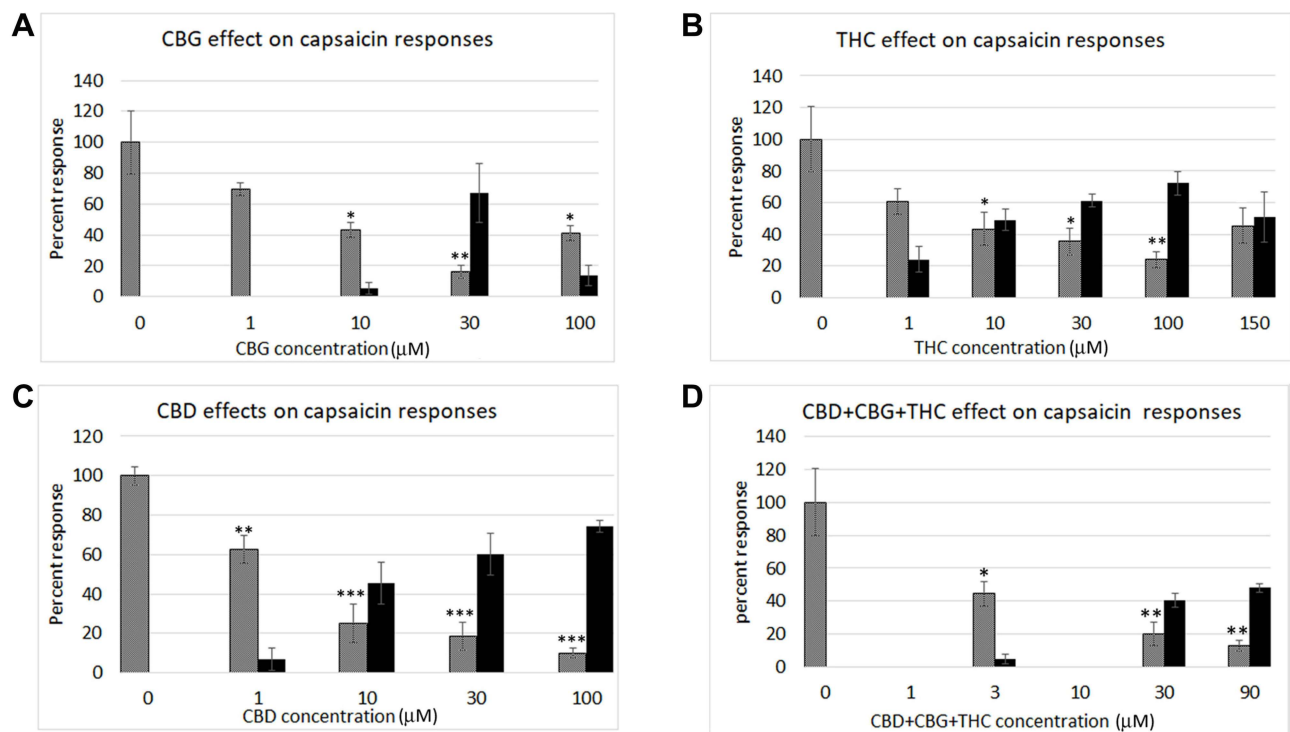 A
CBG effect on capsaicin responses
Percent response
140
120
100
80
60
40
20
0
*
**
*
0 1 10 30 100
CBG concentration (µM)
B
THC effect on capsaicin responses
Percent response
140
120
100
80
60
40
20
0
*
*
**
0 1 10 30 100 150
THC concentration (µM)
C
CBD effects on capsaicin responses
Percent response
120
100
80
60
40
20
0
**
***
***
***
0 1 10 30 100
CBD concentration (µM)
D
CBD+CBG+THC effect on capsaicin responses
percent response
140
120
100
80
60
40
20
0
*
**
**
0 1 3 10 30 90
CBD+CBG+THC concentration (µM)